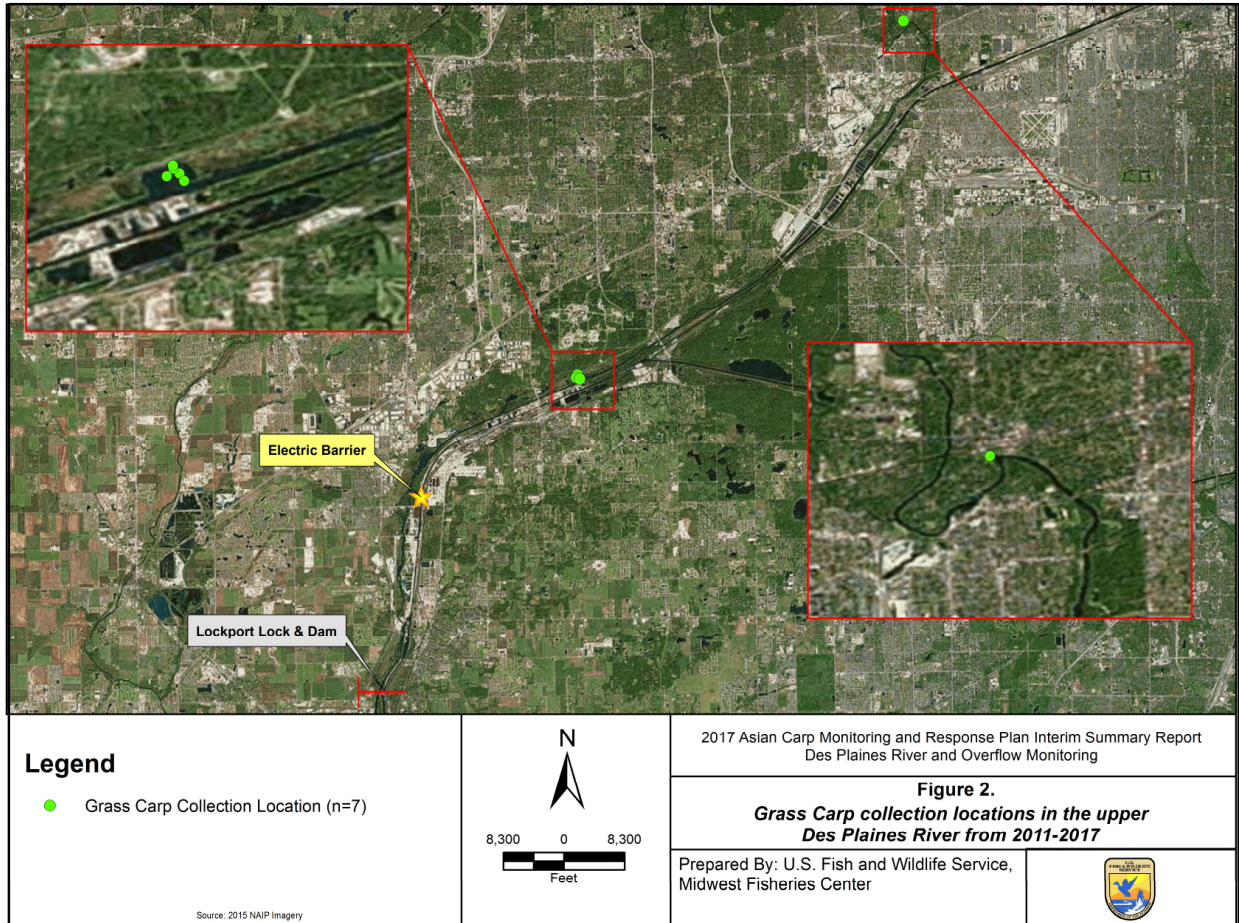 Electric Barrier
Lockport Lock & Dam
Legend
Grass Carp Collection Location (n=7)
Source: 2015 NAIP Imagery
N
8,300 0 8,300
Feet
2017 Asian Carp Monitoring and Response Plan Interim Summary Report
Des Plaines River and Overflow Monitoring
Figure 2.
Grass Carp collection locations in the upper
Des Plaines River from 2011-2017
Prepared By: U.S. Fish and Wildlife Service,
Midwest Fisheries Center
U.S.
FISH & WILDLIFE
SERVICE